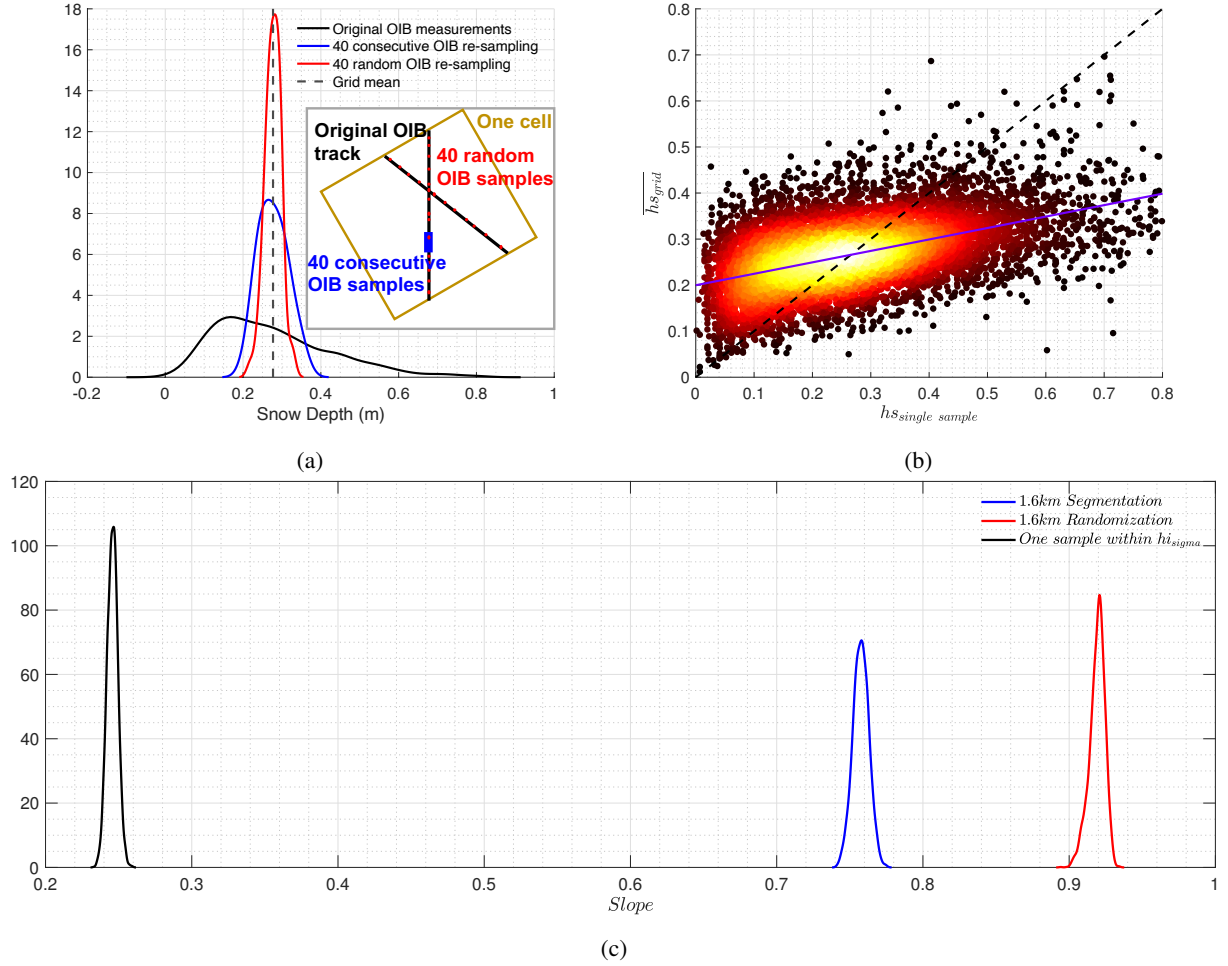 18
16
14
12
10
8
6
4
2
0
-0.2
0
0.2
0.4
0.6
0.8
1
Snow Depth (m)
Original OIB measurements
40 consecutive OIB re-sampling
40 random OIB re-sampling
Grid mean
Original OIB
track
One cell
40 random
OIB samples
40 consecutive
OIB samples
(a)
0.8
0.7
0.6
0.5
0.4
0.3
0.2
0.1
0
hs_grid
0
0.1
0.2
0.3
0.4
0.5
0.6
0.7
0.8
hs_single sample
(b)
120
100
80
60
40
20
0
0.2
0.3
0.4
0.5
0.6
0.7
0.8
0.9
1
Slope
1.6km Segmentation
1.6km Randomization
One sample within hi_sigma
(c)